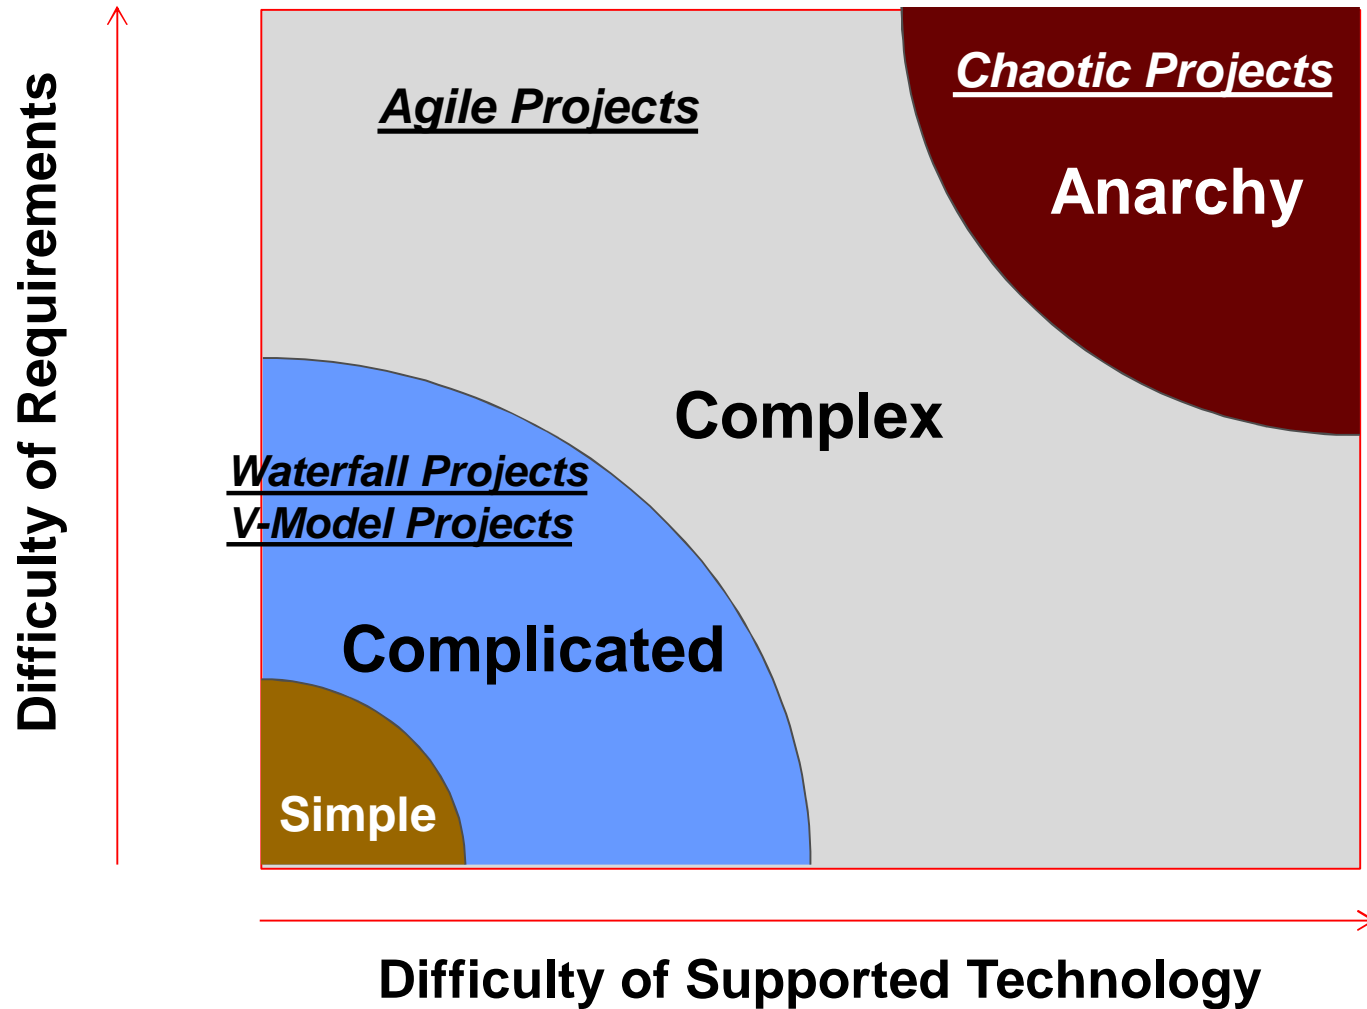 Difficulty of Requirements
Agile Projects
Chaotic Projects
Anarchy
Complex
Waterfall Projects
V-Model Projects
Complicated
Simple
Difficulty of Supported Technology